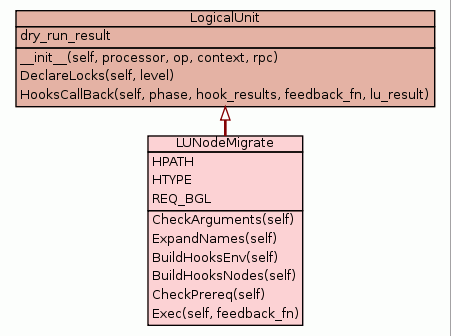 LogicalUnit
dry_run_result
__init__(self, processor, op, context, rpc)
DeclareLocks(self, level)
HooksCallBack(self, phase, hook_results, feedback_fn, lu_result)
LUNodeMigrate
HPATH
HTYPE
REQ_BGL
CheckArguments(self)
ExpandNames(self)
BuildHooksEnv(self)
BuildHooksNodes(self)
CheckPrereq(self)
Exec(self, feedback_fn)